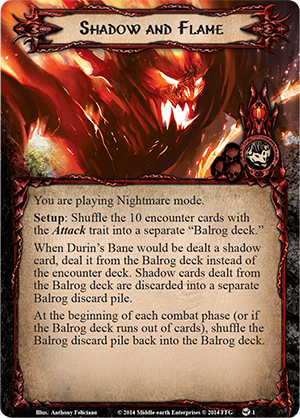 Shadow and Flame
You are playing Nightmare mode.
Setup: Shuffle the 10 encounter cards with
the Attack trait into a separate “Balrog deck.”
When Durin’s Bane would be dealt a shadow
card, deal it from the Balrog deck instead of
the encounter deck. Shadow cards dealt from
the Balrog deck are discarded into a separate
Balrog discard pile.
At the beginning of each combat phase (or if
the Balrog deck runs out of cards), shuffle the
Balrog discard pile back into the Balrog deck.
Illus. Anthony Feliciano © 2014 Middle-earth Enterprises © 2014 FFG 1